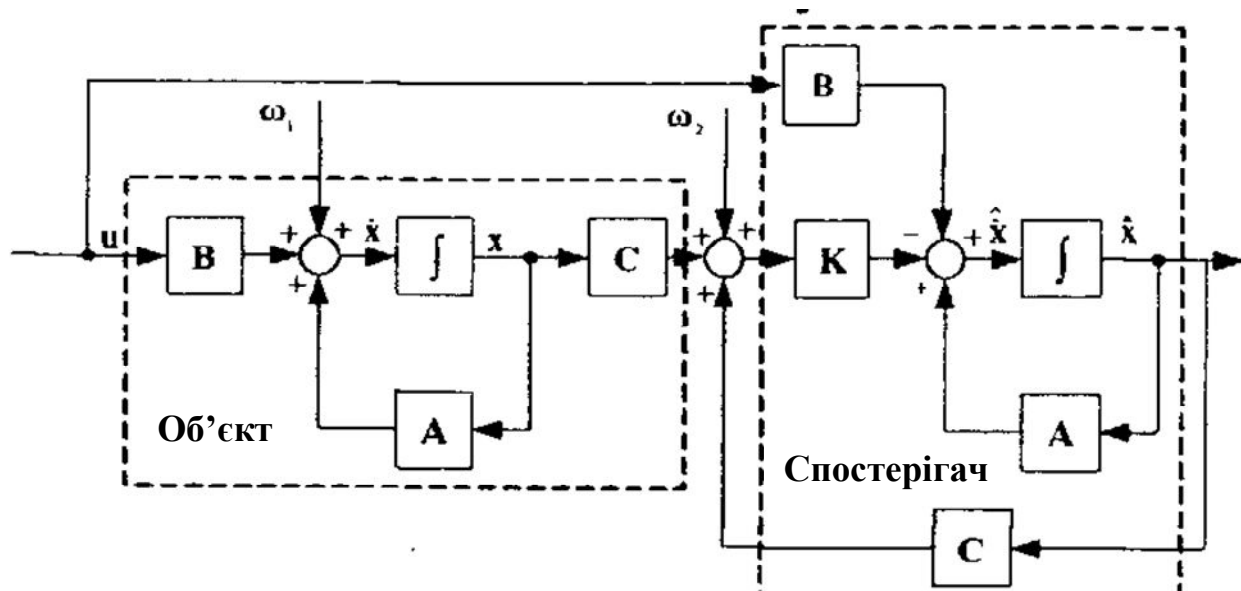 B
ω₁
ω₂
u
B
+
+
+
ẋ
∫
x
C
+
+
+
K
−
+
+
x̂̇
∫
x̂
A
A
Об’єкт
Спостерігач
C